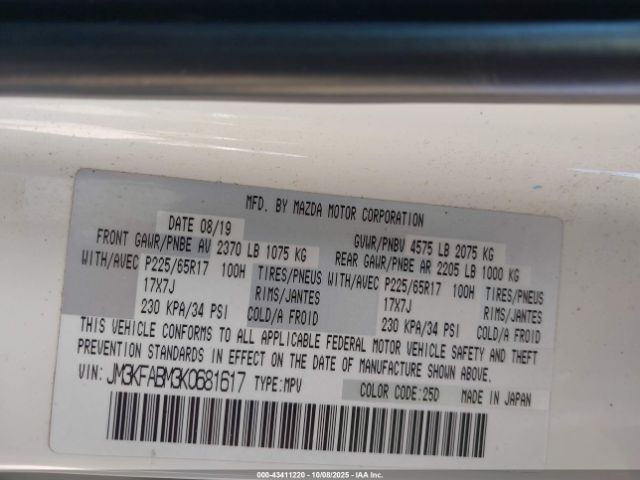 MFD. BY MAZDA MOTOR CORPORATION
DATE 08/19 GVWR/PNBV 4575 LB 2075 KG
FRONT GAWR/PNBE AV 2370 LB 1075 KG REAR GAWR/PNBE AR 2205 LB 1000 KG
WITH/AVEC P225/65R17 100H TIRES/PNEUS WITH/AVEC P225/65R17 100H TIRES/PNEUS
17X7J RIMS/JANTES 17X7J RIMS/JANTES
230 KPA/34 PSI COLD/A FROID 230 KPA/34 PSI COLD/A FROID
THIS VEHICLE CONFORMS TO ALL APPLICABLE FEDERAL MOTOR VEHICLE SAFETY AND THEFT
PREVENTION STANDARDS IN EFFECT ON THE DATE OF MANUFACTURE SHOWN ABOVE.
VIN: JM3KFABM3K0681617 TYPE:MPV COLOR CODE:25D MADE IN JAPAN
000-43411220 | 10/08/2025 | © IAA Inc.